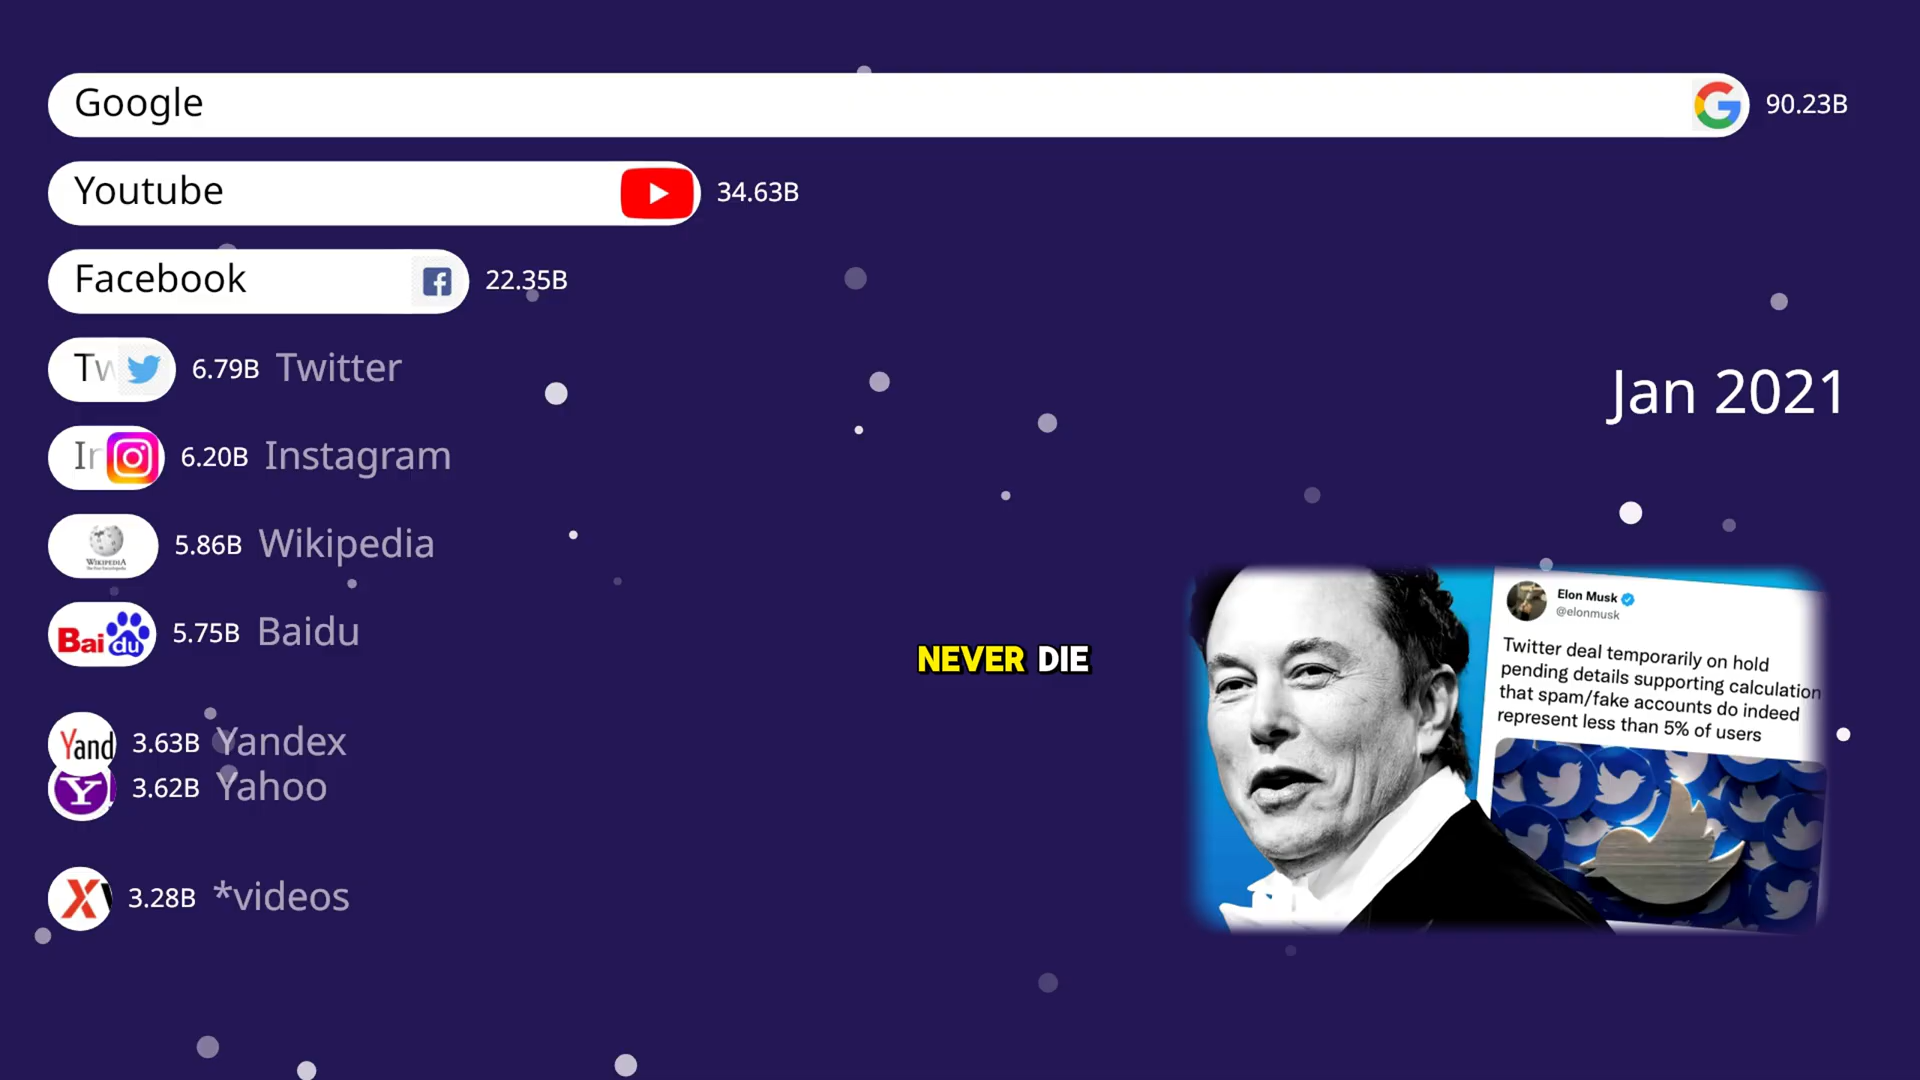 Google
G
90.23B
Youtube
34.63B
Facebook
f
22.35B
Tw
6.79B Twitter
In
6.20B Instagram
WIKIPEDIA
5.86B Wikipedia
Baidu
5.75B Baidu
Yand
3.63B Yandex
Y
3.62B Yahoo
X
3.28B *videos
Jan 2021
NEVER DIE
Elon Musk
@elonmusk
Twitter deal temporarily on hold
pending details supporting calculation
that spam/fake accounts do indeed
represent less than 5% of users